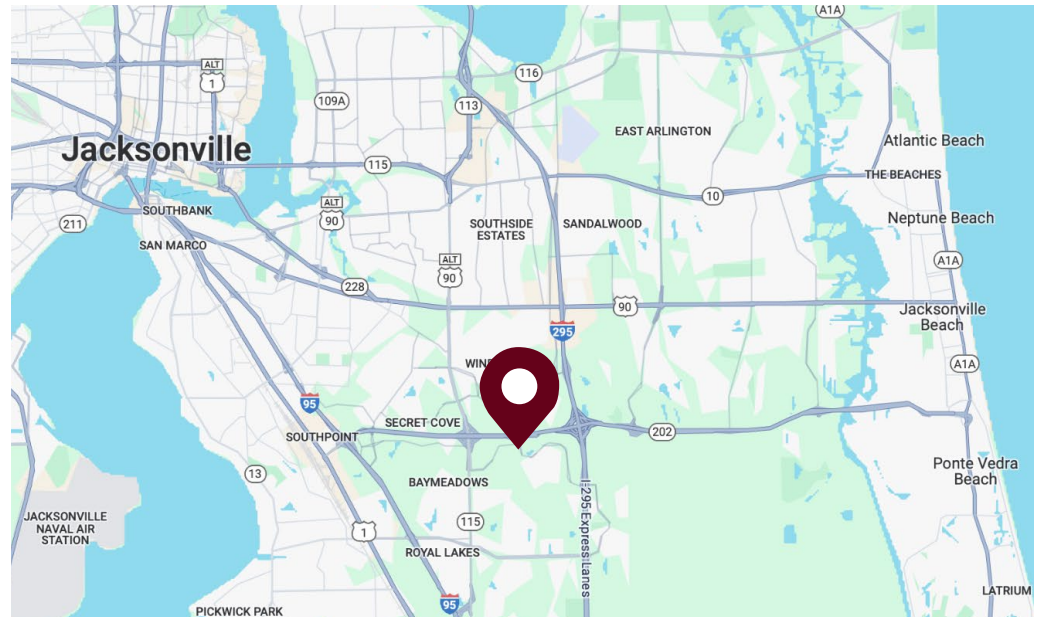 A1A
ALT
1
116
109A
113
EAST ARLINGTON
Atlantic Beach
Jacksonville
115
THE BEACHES
10
ALT
90
SOUTHBANK
211
SOUTHSIDE
ESTATES
SANDALWOOD
Neptune Beach
SAN MARCO
A1A
ALT
90
228
90
Jacksonville
Beach
295
WIN
A1A
95
SECRET COVE
SOUTHPOINT
202
13
Ponte Vedra
Beach
BAYMEADOWS
JACKSONVILLE
NAVAL AIR
STATION
115
1
I-295 Express Lanes
ROYAL LAKES
LATRIUM
95
PICKWICK PARK